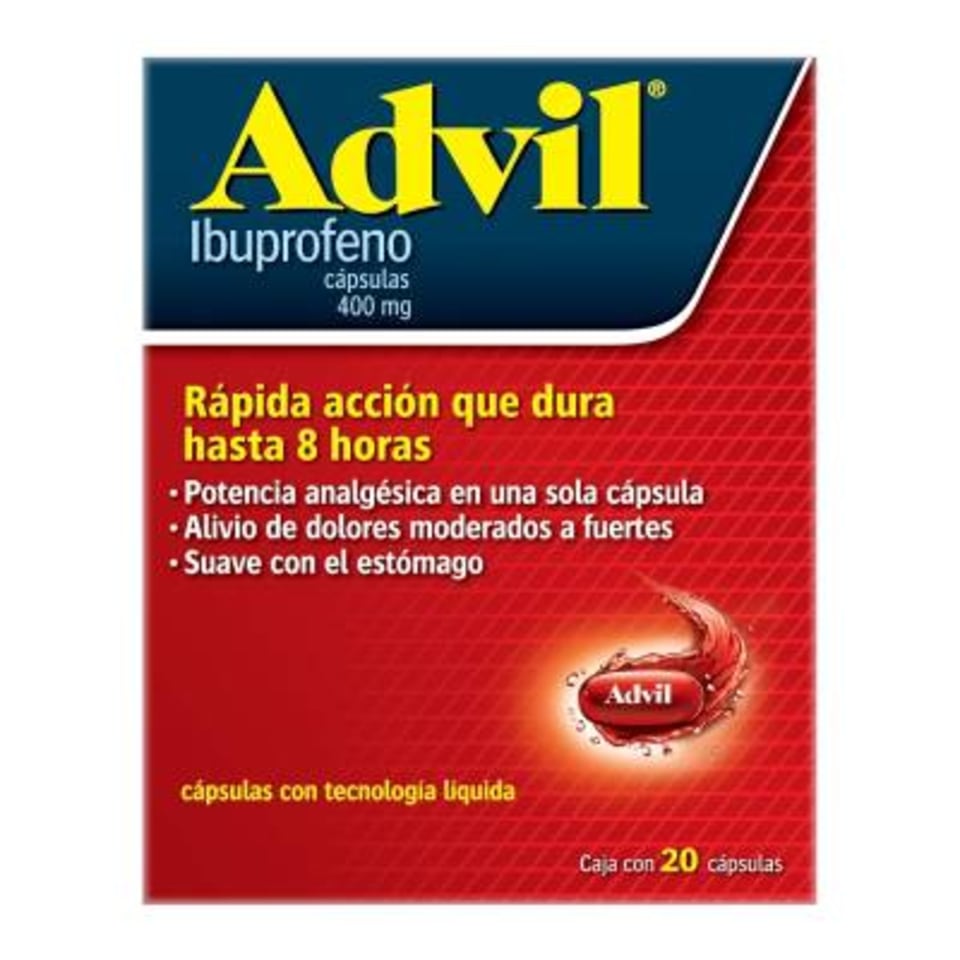 Advil®
Ibuprofeno
cápsulas
400 mg
Rápida acción que dura
hasta 8 horas
• Potencia analgésica en una sola cápsula
• Alivio de dolores moderados a fuertes
• Suave con el estómago
Advil
cápsulas con tecnología líquida
Caja con 20 cápsulas